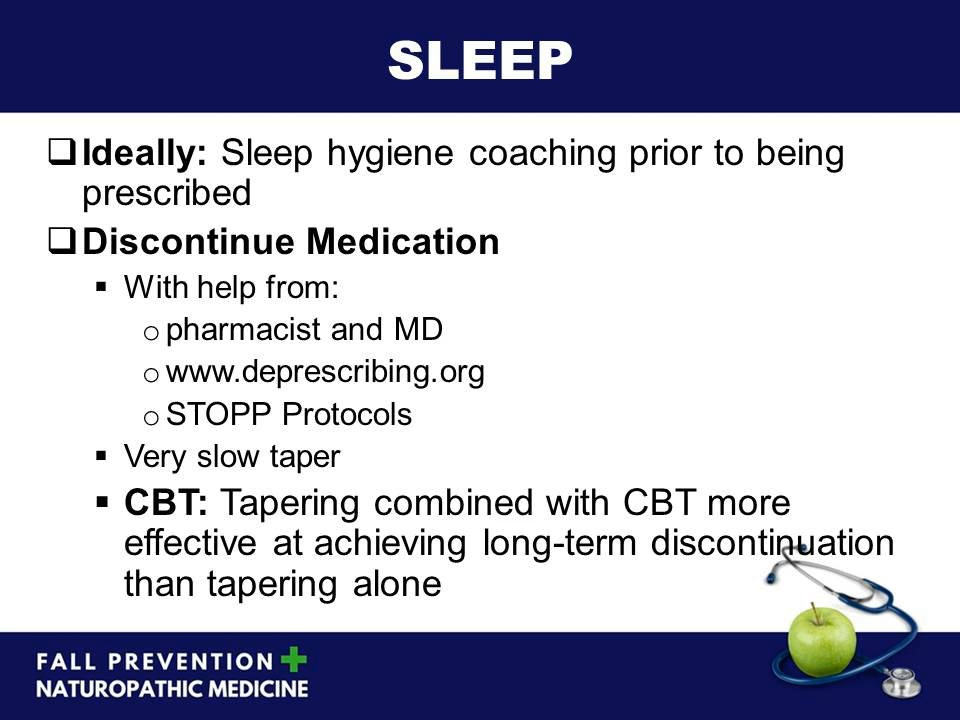 SLEEP
Ideally: Sleep hygiene coaching prior to being
prescribed
Discontinue Medication
With help from:
pharmacist and MD
www.deprescribing.org
STOPP Protocols
Very slow taper
CBT: Tapering combined with CBT more
effective at achieving long-term discontinuation
than tapering alone
FALL PREVENTION
NATUROPATHIC MEDICINE